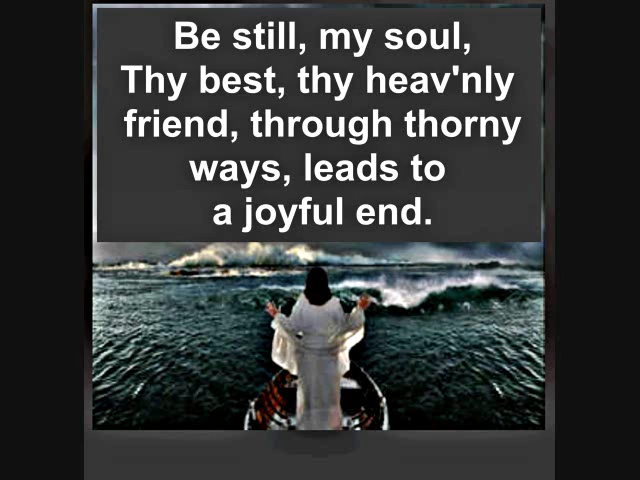 Be still, my soul,
Thy best, thy heav'nly
friend, through thorny
ways, leads to
a joyful end.